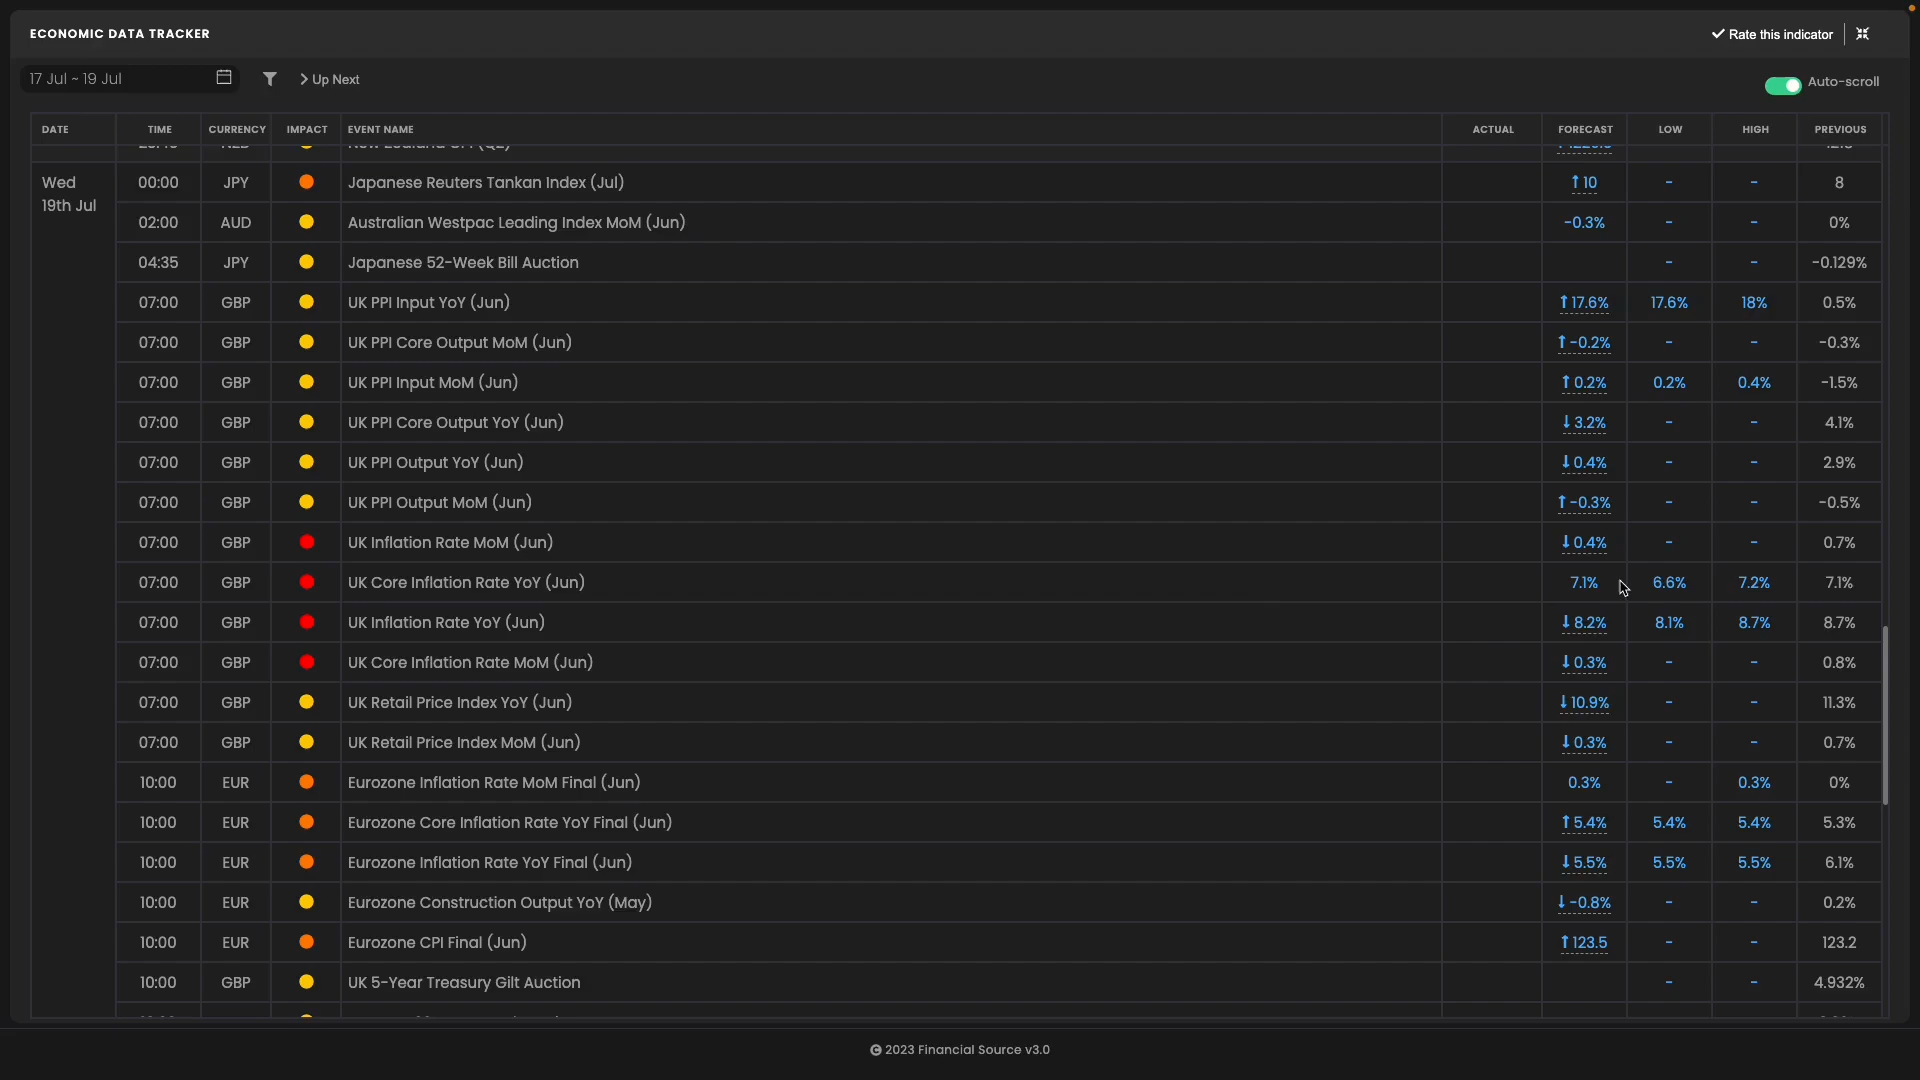 ECONOMIC DATA TRACKER
Rate this indicator
17 Jul ~ 19 Jul
Up Next
Auto-scroll
DATE TIME CURRENCY IMPACT EVENT NAME ACTUAL FORECAST LOW HIGH PREVIOUS
Wed 00:00 JPY Japanese Reuters Tankan Index (Jul) ↑ 10 - - 8
19th Jul
02:00 AUD Australian Westpac Leading Index MoM (Jun) -0.3% - - 0%
04:35 JPY Japanese 52-Week Bill Auction - - -0.129%
07:00 GBP UK PPI Input YoY (Jun) ↑ 17.6% 17.6% 18% 0.5%
07:00 GBP UK PPI Core Output MoM (Jun) ↑ -0.2% - - -0.3%
07:00 GBP UK PPI Input MoM (Jun) ↑ 0.2% 0.2% 0.4% -1.5%
07:00 GBP UK PPI Core Output YoY (Jun) ↓ 3.2% - - 4.1%
07:00 GBP UK PPI Output YoY (Jun) ↓ 0.4% - - 2.9%
07:00 GBP UK PPI Output MoM (Jun) ↑ -0.3% - - -0.5%
07:00 GBP UK Inflation Rate MoM (Jun) ↓ 0.4% - - 0.7%
07:00 GBP UK Core Inflation Rate YoY (Jun) 7.1% 6.6% 7.2% 7.1%
07:00 GBP UK Inflation Rate YoY (Jun) ↓ 8.2% 8.1% 8.7% 8.7%
07:00 GBP UK Core Inflation Rate MoM (Jun) ↓ 0.3% - - 0.8%
07:00 GBP UK Retail Price Index YoY (Jun) ↓ 10.9% - - 11.3%
07:00 GBP UK Retail Price Index MoM (Jun) ↓ 0.3% - - 0.7%
10:00 EUR Eurozone Inflation Rate MoM Final (Jun) 0.3% - 0.3% 0%
10:00 EUR Eurozone Core Inflation Rate YoY Final (Jun) ↑ 5.4% 5.4% 5.4% 5.3%
10:00 EUR Eurozone Inflation Rate YoY Final (Jun) ↓ 5.5% 5.5% 5.5% 6.1%
10:00 EUR Eurozone Construction Output YoY (May) ↓ -0.8% - - 0.2%
10:00 EUR Eurozone CPI Final (Jun) ↑ 123.5 - - 123.2
10:00 GBP UK 5-Year Treasury Gilt Auction - - 4.932%
© 2023 Financial Source v3.0